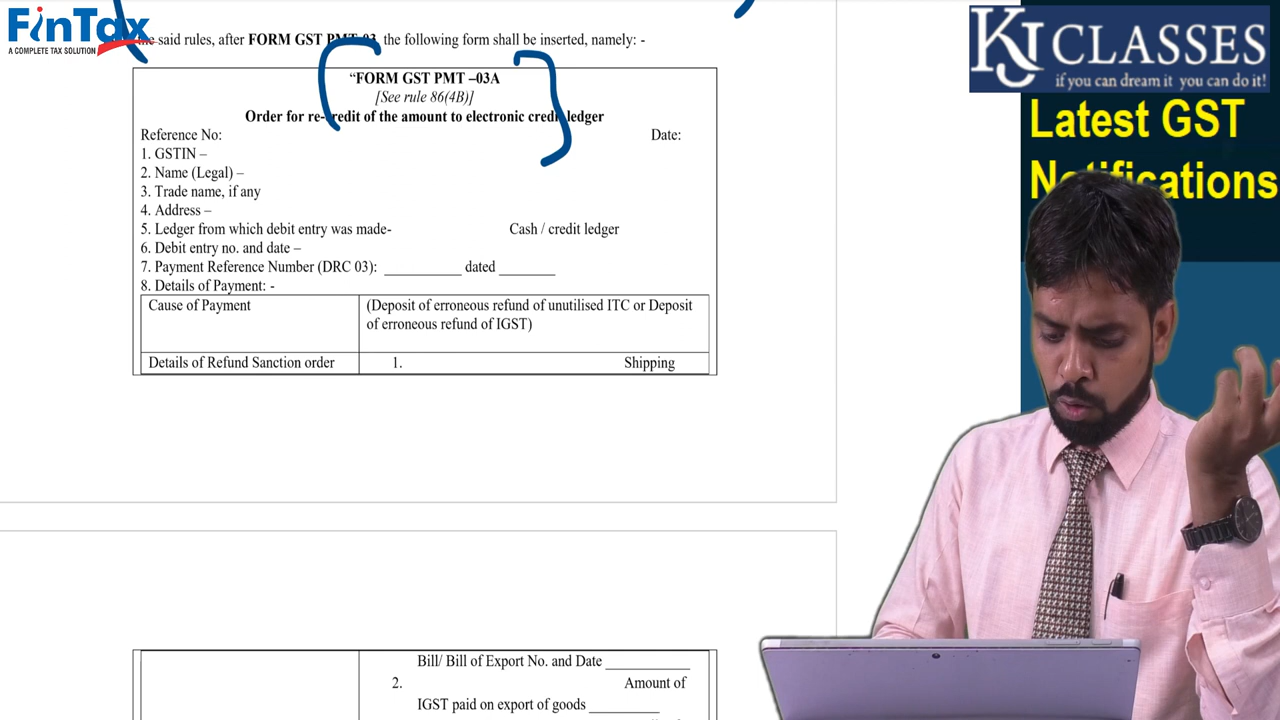 FinTax
A COMPLETE TAX SOLUTION
said rules, after FORM GST PMT-03, the following form shall be inserted, namely: -
“FORM GST PMT –03A
[See rule 86(4B)]
Order for re-credit of the amount to electronic credit ledger
Reference No: Date:
1. GSTIN –
2. Name (Legal) –
3. Trade name, if any
4. Address –
5. Ledger from which debit entry was made- Cash / credit ledger
6. Debit entry no. and date –
7. Payment Reference Number (DRC 03): __________ dated _______
8. Details of Payment: -
Cause of Payment (Deposit of erroneous refund of unutilised ITC or Deposit
of erroneous refund of IGST)
Details of Refund Sanction order 1. Shipping
Bill/ Bill of Export No. and Date ___________
2. Amount of
IGST paid on export of goods _________
KJ CLASSES
if you can dream it you can do it!
Latest GST
Notifications